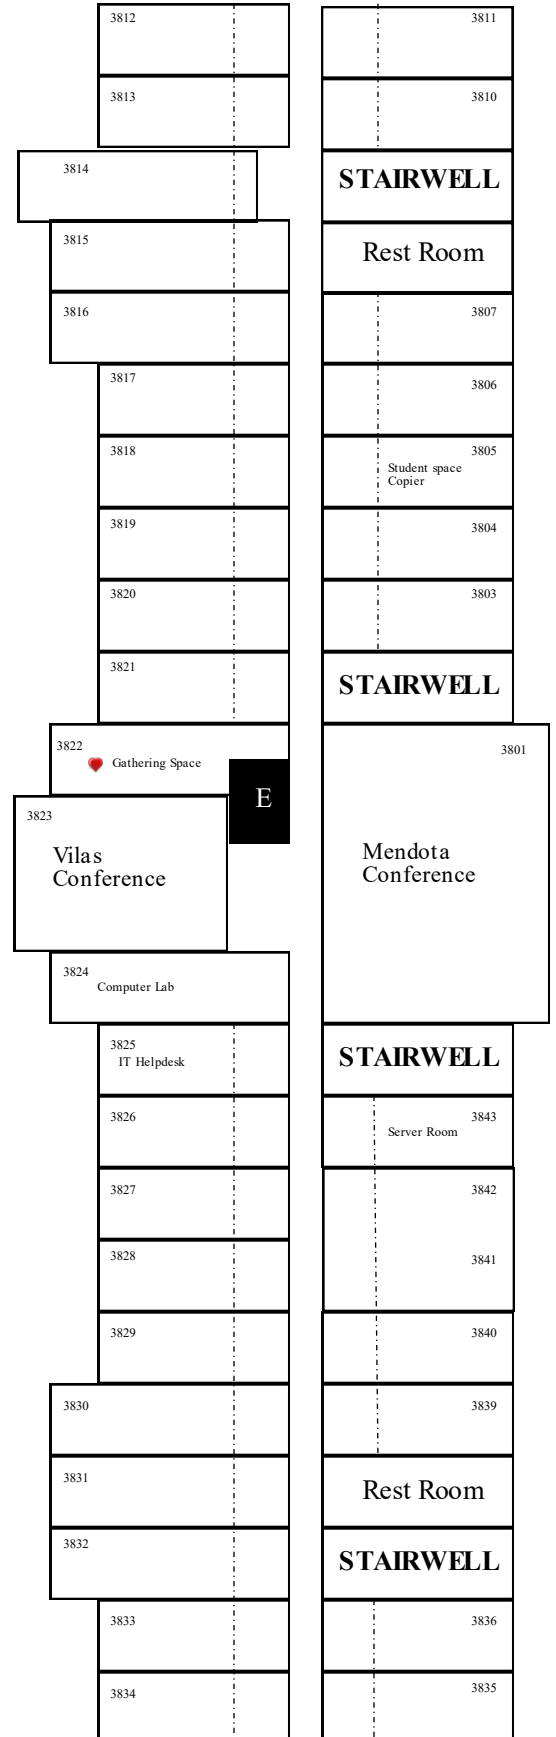 3812
3811
3813
3810
3814
STAIRWELL
3815
Rest Room
3816
3807
3817
3806
3818
3805
Student space
Copier
3819
3804
3820
3803
3821
STAIRWELL
3822
Gathering Space
3801
E
3823
Vilas
Conference
Mendota
Conference
3824
Computer Lab
3825
IT Helpdesk
STAIRWELL
3826
3843
Server Room
3827
3842
3828
3841
3829
3840
3830
3839
3831
Rest Room
3832
STAIRWELL
3833
3836
3834
3835